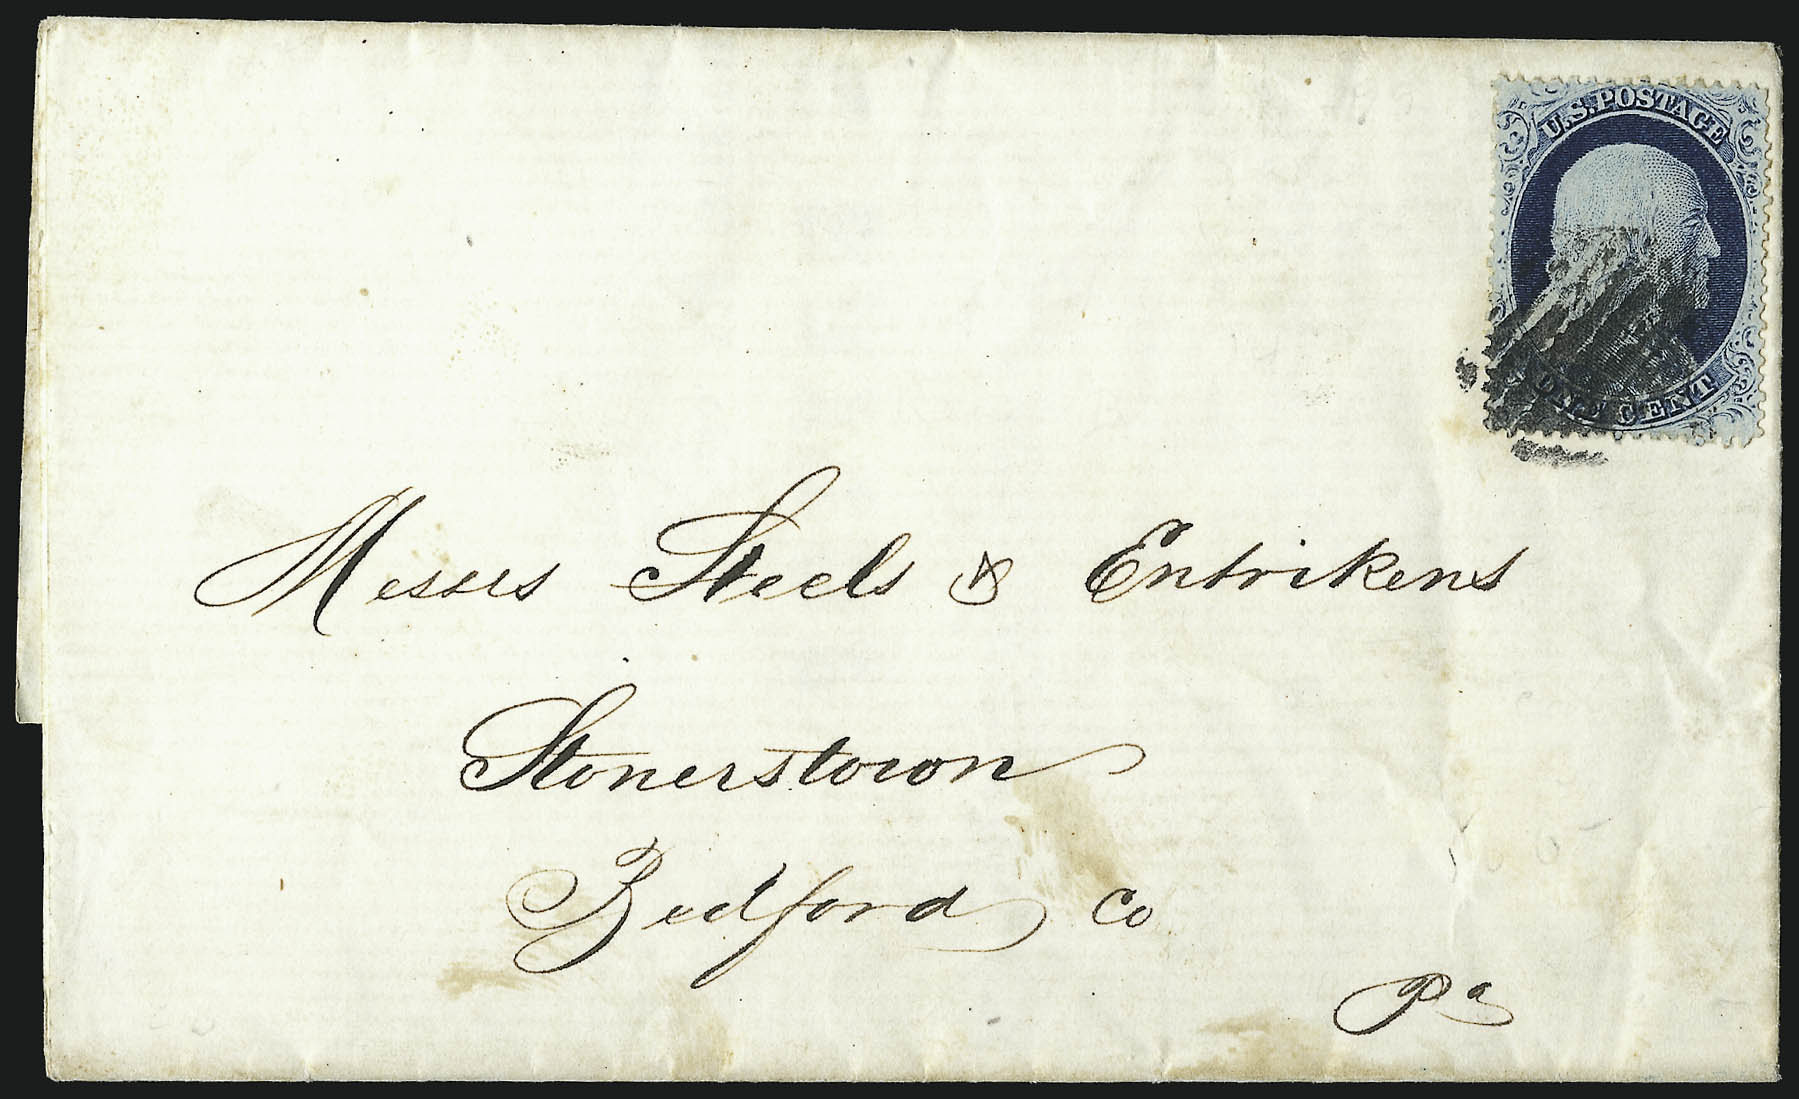 U.S. POSTAGE
ONE CENT
Messrs Steels & Entrikens
Stonerstown
Bedford Co
Pa